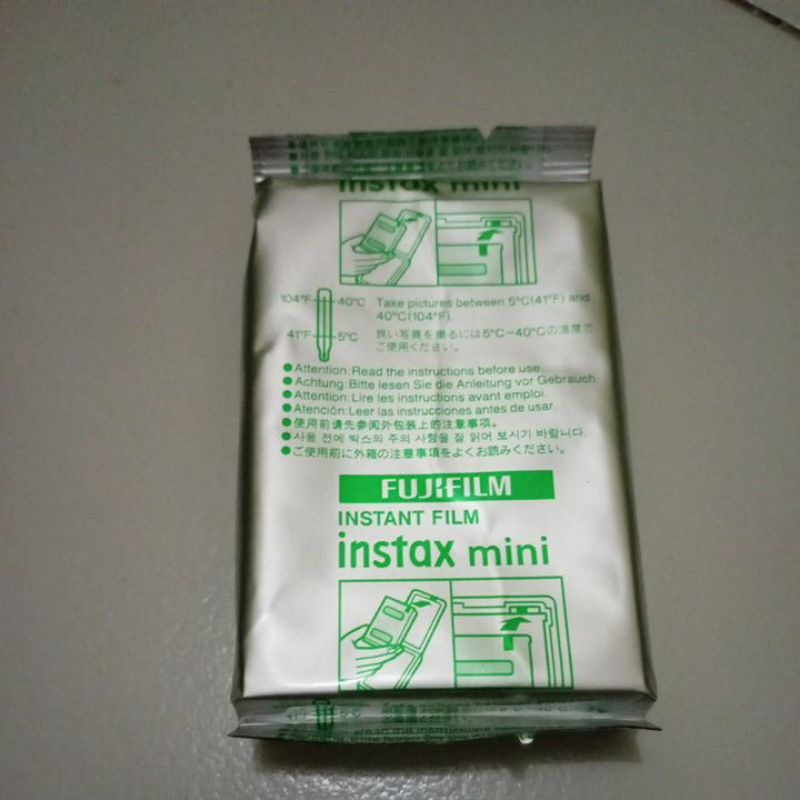 instax mini
104°F 40°C Take pictures between 5°C(41°F) and
40°C(104°F)
41°F 5°C 良い写真を撮るには5°C~40°Cの温度で
ご使用ください。
●Attention:Read the instructions before use.
●Achtung:Bitte lesen Sie die Anleitung vor Gebrauch.
●Attention:Lire les instructions avant emploi.
●Atención:Leer las instrucciones antes de usar.
●使用前请先参阅外包装上的注意事项。
●사용 전에 박스의 주의 사항을 잘 읽어 보시기 바랍니다.
●ご使用前に外箱の注意事項をよくお読みください。
FUJIFILM
INSTANT FILM
instax mini